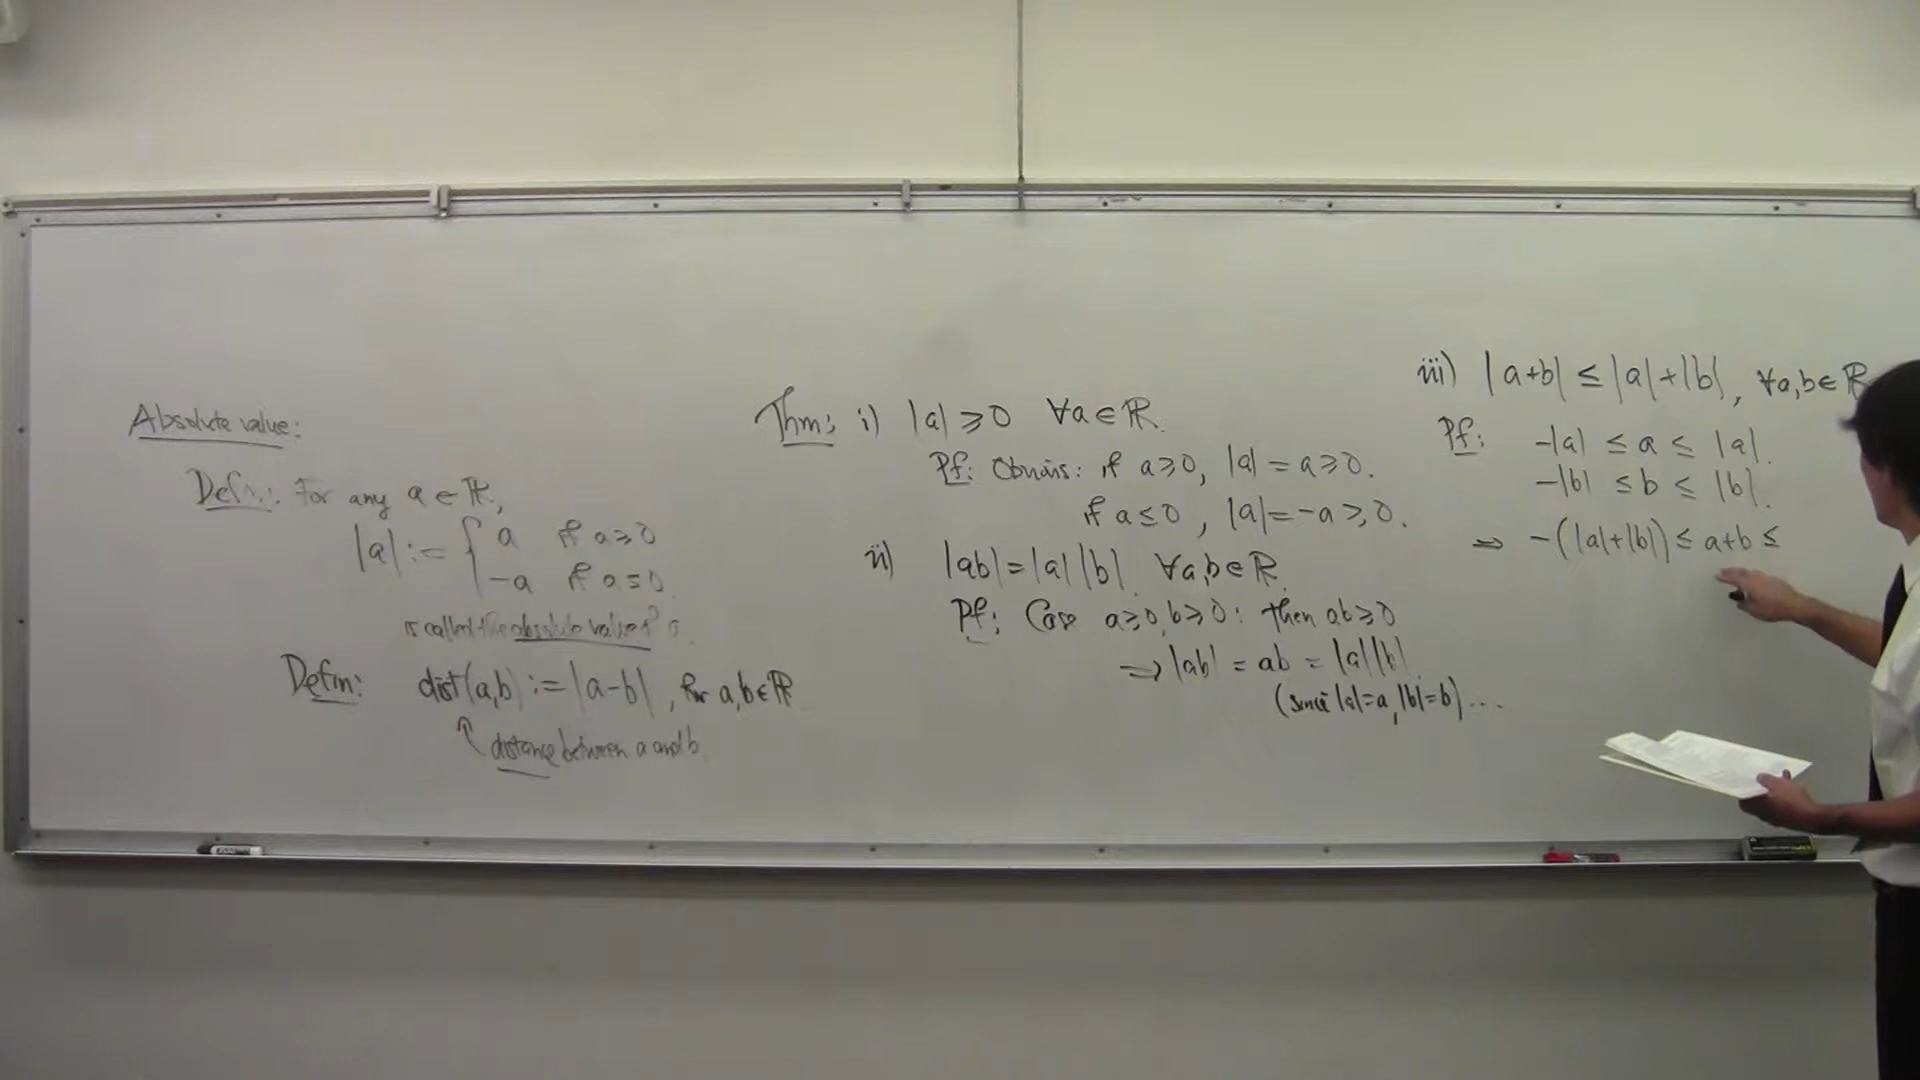 Absolute value:
Defn: For any a ∈ ℝ,
|a| := { a if a ≥ 0
-a if a ≤ 0.
is called the absolute value of a.
Defn: dist(a,b) := |a-b|, for a,b ∈ ℝ
↑ distance between a and b
Thm: i) |a| ≥ 0 ∀a ∈ ℝ.
Pf: Obvious: if a ≥ 0, |a| = a ≥ 0.
if a ≤ 0, |a| = -a ≥ 0.
ii) |ab| = |a||b| ∀a,b ∈ ℝ.
Pf: Case a ≥ 0, b ≥ 0: then ab ≥ 0
⇒ |ab| = ab = |a||b|.
(since |a|=a, |b|=b) ...
iii) |a+b| ≤ |a|+|b|, ∀a,b ∈ ℝ
Pf: -|a| ≤ a ≤ |a|.
-|b| ≤ b ≤ |b|.
⇒ -(|a|+|b|) ≤ a+b ≤